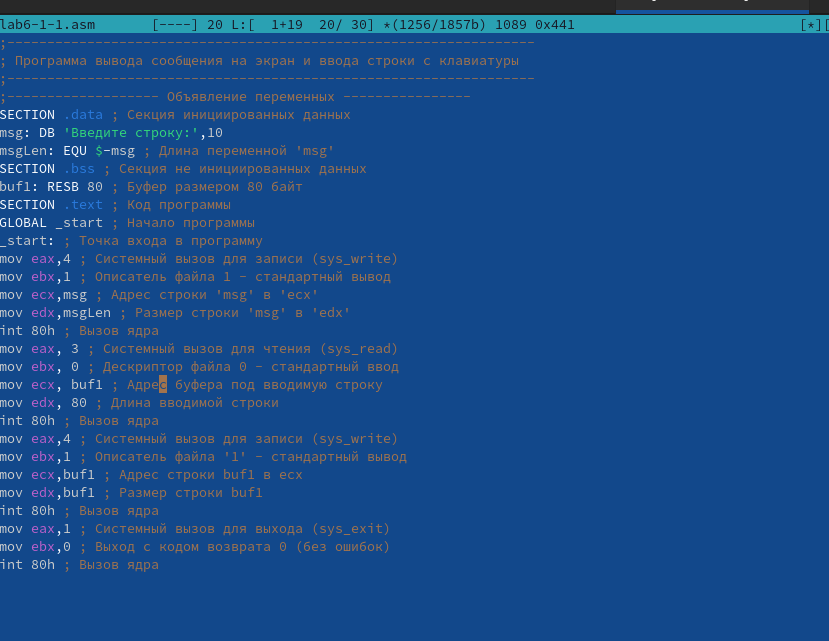 lab6-1-1.asm [----] 20 L:[ 1+19 20/ 30] *(1256/1857b) 1089 0x441 [*][
;------------------------------------------------------------------
; Программа вывода сообщения на экран и ввода строки с клавиатуры
;------------------------------------------------------------------
;------------------- Объявление переменных ----------------
SECTION .data ; Секция инициированных данных
msg: DB 'Введите строку:',10
msgLen: EQU $-msg ; Длина переменной 'msg'
SECTION .bss ; Секция не инициированных данных
buf1: RESB 80 ; Буфер размером 80 байт
SECTION .text ; Код программы
GLOBAL _start ; Начало программы
_start: ; Точка входа в программу
mov eax,4 ; Системный вызов для записи (sys_write)
mov ebx,1 ; Описатель файла 1 - стандартный вывод
mov ecx,msg ; Адрес строки 'msg' в 'ecx'
mov edx,msgLen ; Размер строки 'msg' в 'edx'
int 80h ; Вызов ядра
mov eax, 3 ; Системный вызов для чтения (sys_read)
mov ebx, 0 ; Дескриптор файла 0 - стандартный ввод
mov ecx, buf1 ; Адрес буфера под вводимую строку
mov edx, 80 ; Длина вводимой строки
int 80h ; Вызов ядра
mov eax,4 ; Системный вызов для записи (sys_write)
mov ebx,1 ; Описатель файла '1' - стандартный вывод
mov ecx,buf1 ; Адрес строки buf1 в ecx
mov edx,buf1 ; Размер строки buf1
int 80h ; Вызов ядра
mov eax,1 ; Системный вызов для выхода (sys_exit)
mov ebx,0 ; Выход с кодом возврата 0 (без ошибок)
int 80h ; Вызов ядра